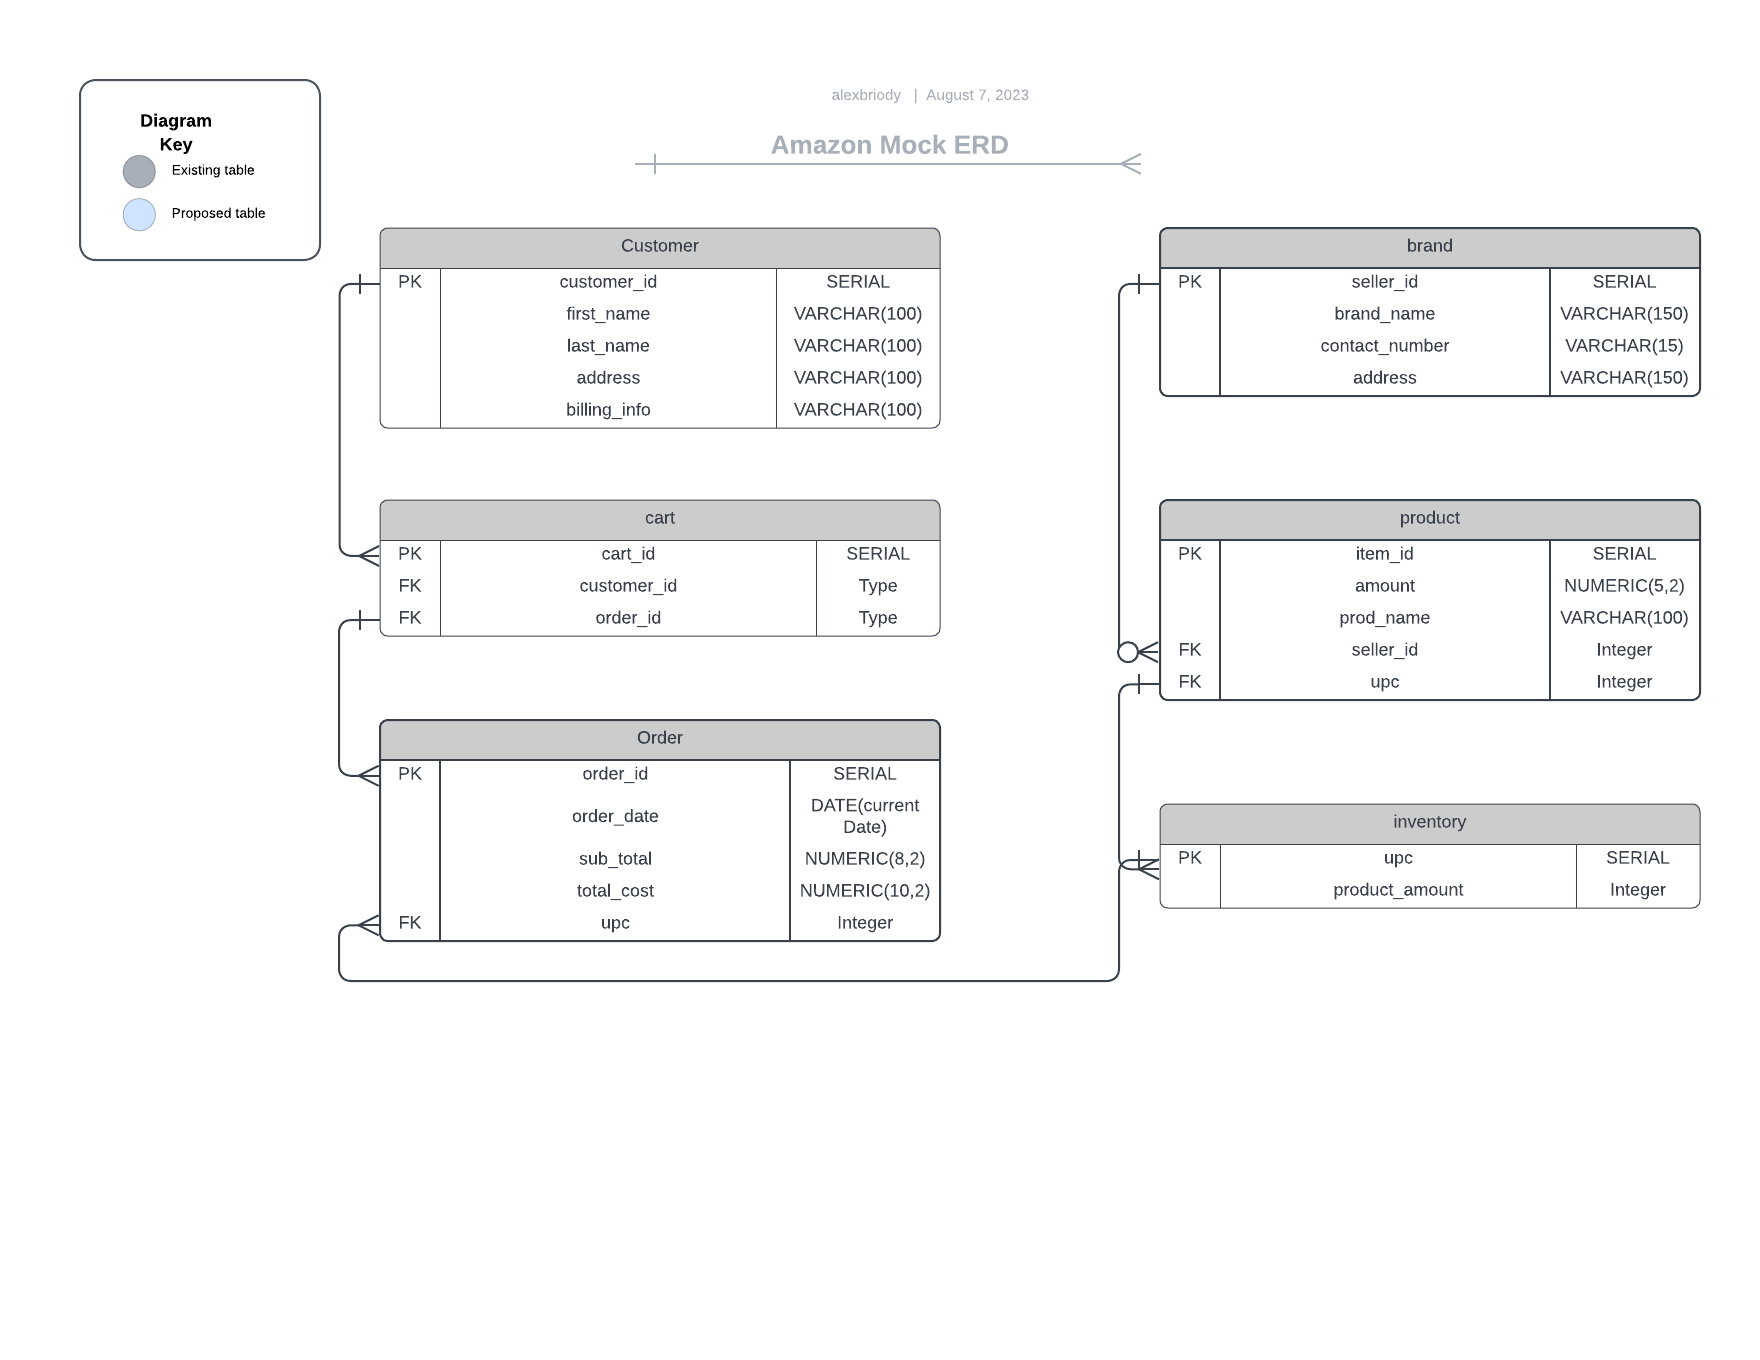 alexbriody | August 7, 2023
Amazon Mock ERD
Diagram
Key
Existing table
Proposed table
Customer
PK customer_id SERIAL
first_name VARCHAR(100)
last_name VARCHAR(100)
address VARCHAR(100)
billing_info VARCHAR(100)
cart
PK cart_id SERIAL
FK customer_id Type
FK order_id Type
Order
PK order_id SERIAL
order_date DATE(current
Date)
sub_total NUMERIC(8,2)
total_cost NUMERIC(10,2)
FK upc Integer
brand
PK seller_id SERIAL
brand_name VARCHAR(150)
contact_number VARCHAR(15)
address VARCHAR(150)
product
PK item_id SERIAL
amount NUMERIC(5,2)
prod_name VARCHAR(100)
FK seller_id Integer
FK upc Integer
inventory
PK upc SERIAL
product_amount Integer